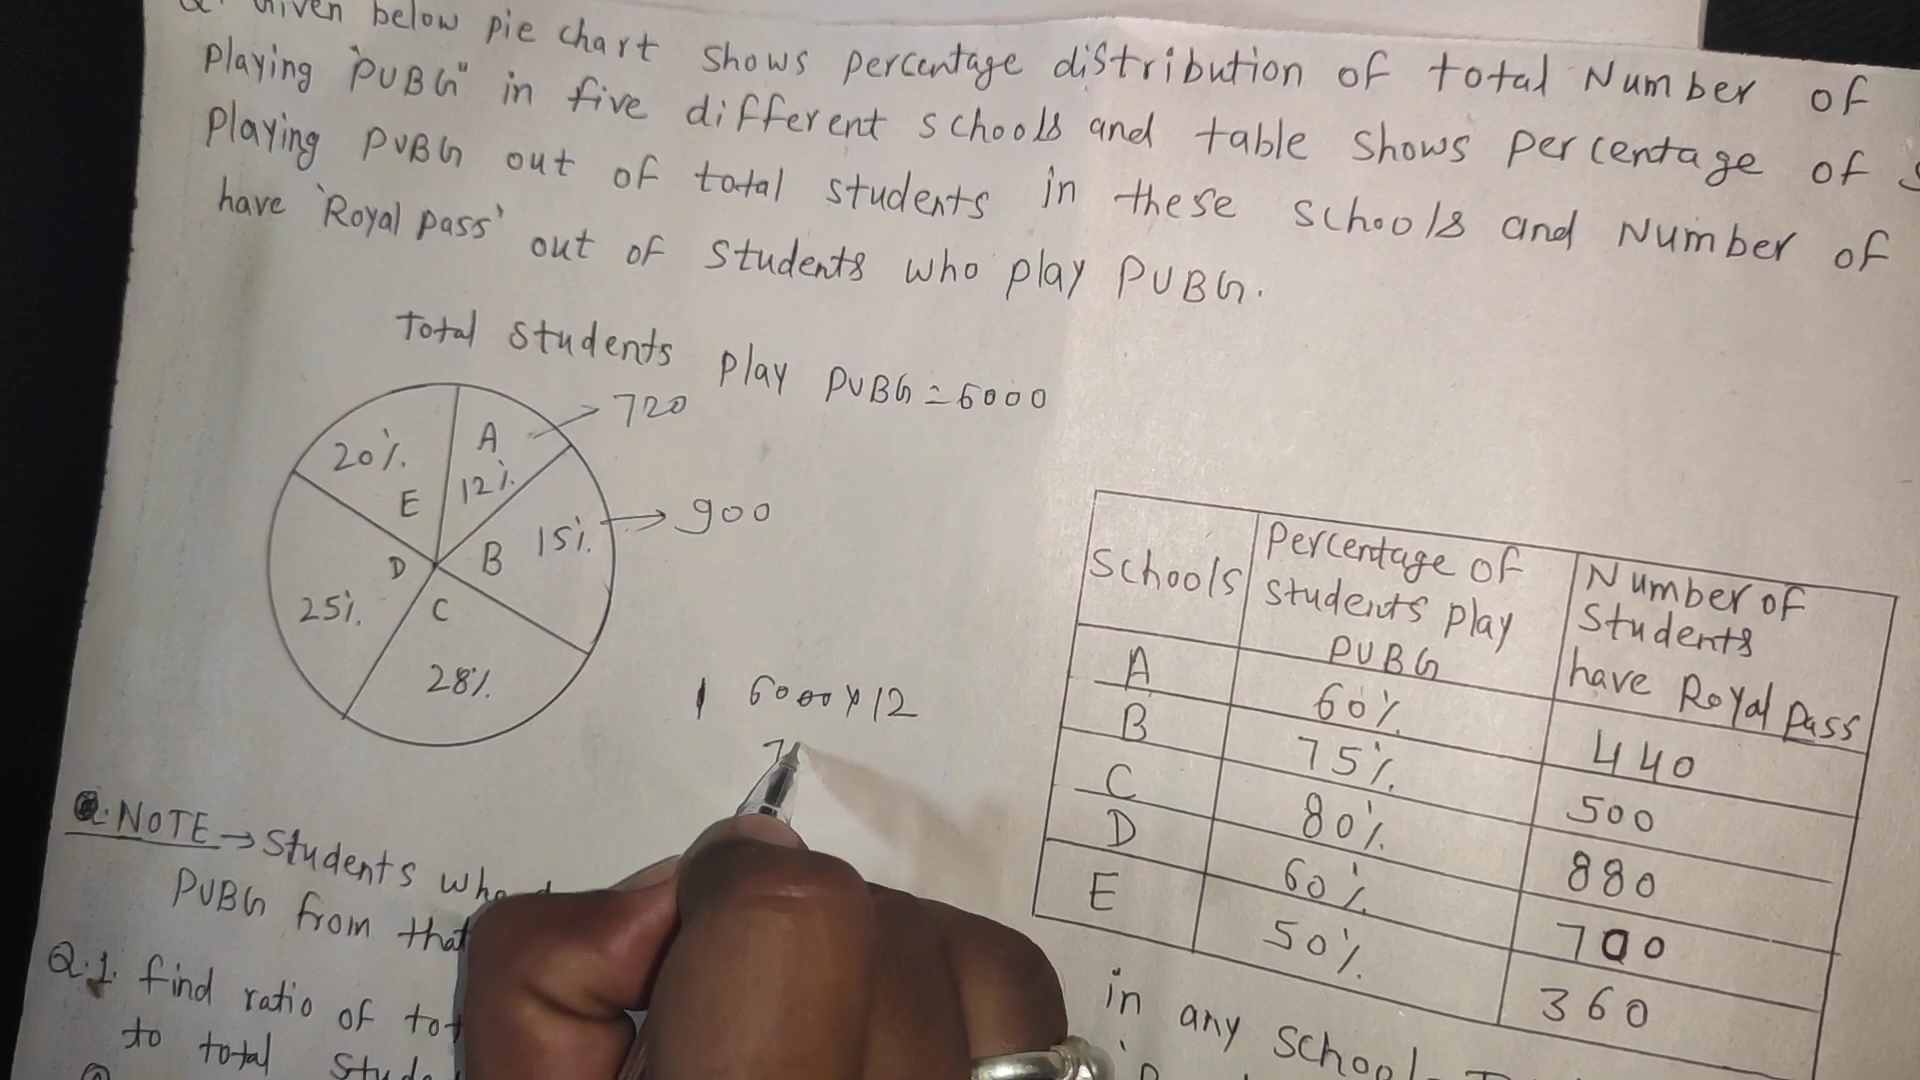 Given below pie chart shows percentage distribution of total Number of
playing "PUBG" in five different schools and table shows percentage of
playing PUBG out of total students in these schools and Number of
have 'Royal pass' out of students who play PUBG.
Total students play PUBG = 6000
720
A
20%.
12%.
E
900
15%.
B
D
25%.
C
28%.
6000 x 12
7
Schools
Percentage of
students play
PUBG
Number of
students
have Royal pass
A 60%. 440
B 75%. 500
C 80%. 880
D 60%. 700
E 50%. 360
NOTE → Students who
PUBG from that
in any school
Q.1. find ratio of
to total